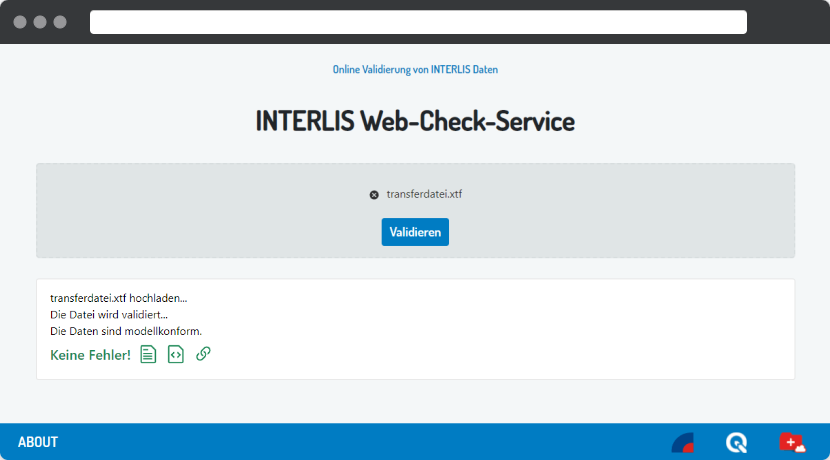 Online Validierung von INTERLIS Daten
INTERLIS Web-Check-Service
transferdatei.xtf
Validieren
transferdatei.xtf hochladen...
Die Datei wird validiert...
Die Daten sind modellkonform.
Keine Fehler!
ABOUT